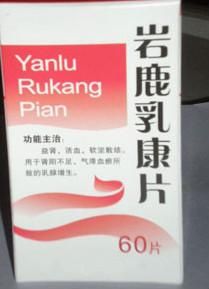 Yanlu
Rukang
Pian
岩鹿乳康片
功能主治:
益肾、活血、软坚散结。
用于肾阳不足、气滞血瘀所
致的乳腺增生。
60片